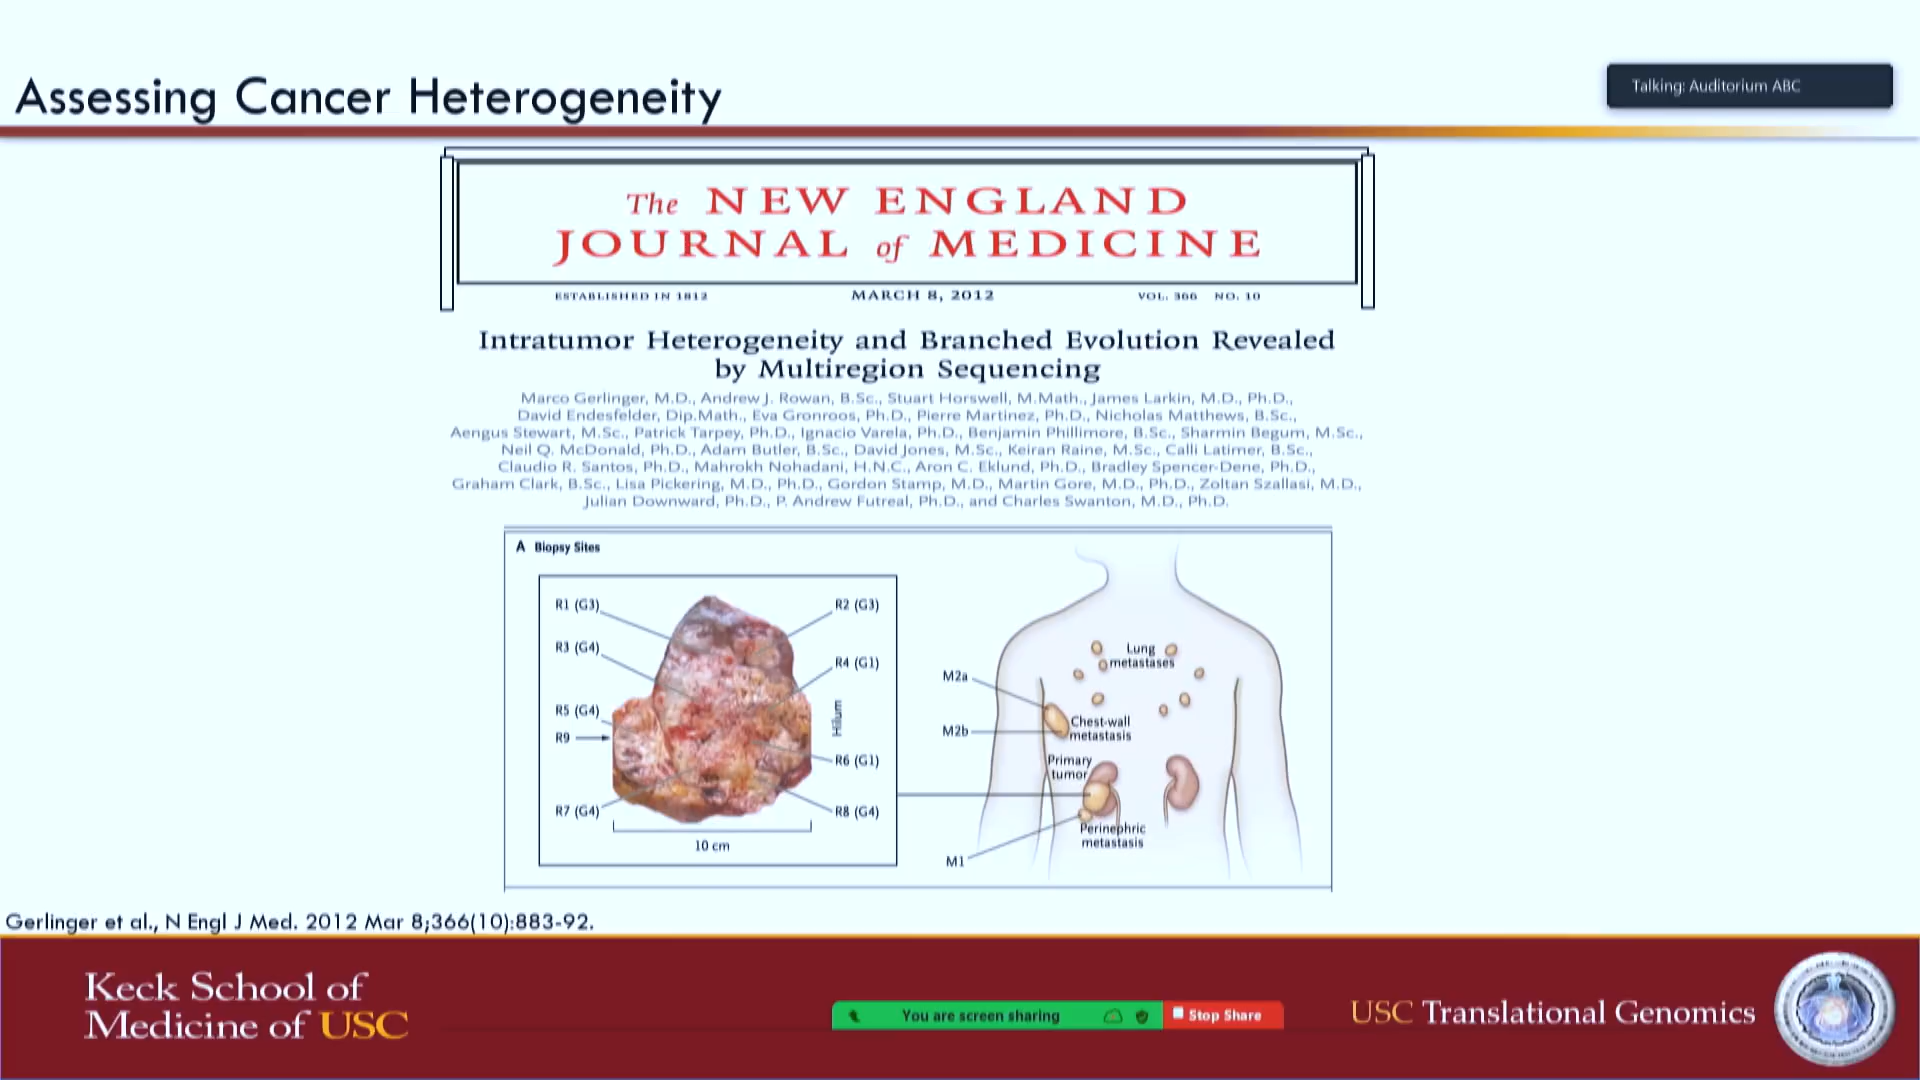 Assessing Cancer Heterogeneity
Talking: Auditorium ABC
The NEW ENGLAND
JOURNAL of MEDICINE
ESTABLISHED IN 1812 MARCH 8, 2012 VOL. 366 NO. 10
Intratumor Heterogeneity and Branched Evolution Revealed
by Multiregion Sequencing
Marco Gerlinger, M.D., Andrew J. Rowan, B.Sc., Stuart Horswell, M.Math., James Larkin, M.D., Ph.D.,
David Endesfelder, Dip.Math., Eva Gronroos, Ph.D., Pierre Martinez, Ph.D., Nicholas Matthews, B.Sc.,
Aengus Stewart, M.Sc., Patrick Tarpey, Ph.D., Ignacio Varela, Ph.D., Benjamin Phillimore, B.Sc., Sharmin Begum, M.Sc.,
Neil Q. McDonald, Ph.D., Adam Butler, B.Sc., David Jones, M.Sc., Keiran Raine, M.Sc., Calli Latimer, B.Sc.,
Claudio R. Santos, Ph.D., Mahrokh Nohadani, H.N.C., Aron C. Eklund, Ph.D., Bradley Spencer-Dene, Ph.D.,
Graham Clark, B.Sc., Lisa Pickering, M.D., Ph.D., Gordon Stamp, M.D., Martin Gore, M.D., Ph.D., Zoltan Szallasi, M.D.,
Julian Downward, Ph.D., P. Andrew Futreal, Ph.D., and Charles Swanton, M.D., Ph.D.
A Biopsy Sites
R1 (G3)
R2 (G3)
R3 (G4)
R4 (G1)
R5 (G4)
R9
Hilum
R6 (G1)
R7 (G4)
R8 (G4)
10 cm
Lung
metastases
M2a
Chest-wall
metastasis
M2b
Primary
tumor
Perinephric
metastasis
M1
Gerlinger et al., N Engl J Med. 2012 Mar 8;366(10):883-92.
Keck School of
Medicine of USC
You are screen sharing
Stop Share
USC Translational Genomics